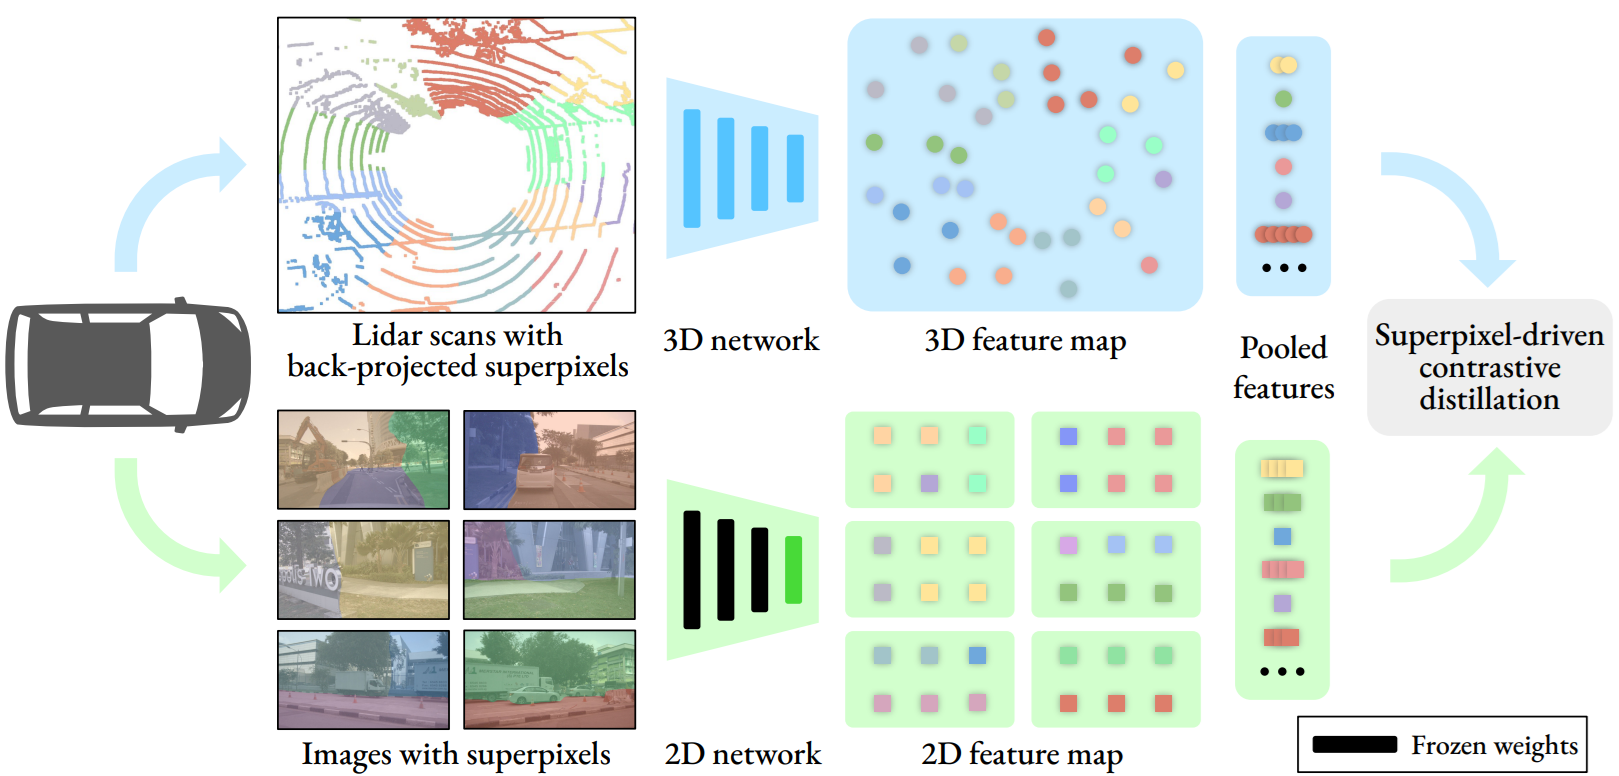 Lidar scans with
back-projected superpixels
3D network
3D feature map
Pooled
features
Superpixel-driven
contrastive
distillation
Images with superpixels
2D network
2D feature map
Frozen weights